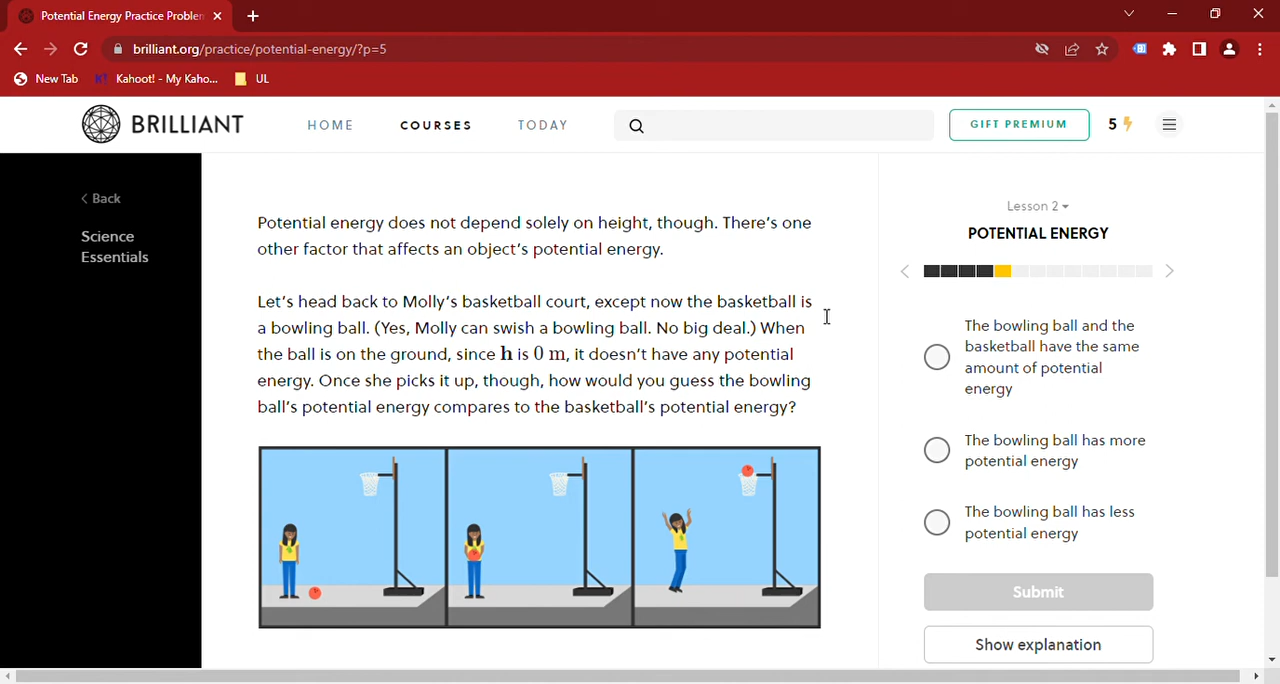 Potential Energy Practice Problem
brilliant.org/practice/potential-energy/?p=5
New Tab
Kahoot! - My Kaho...
UL
BRILLIANT
HOME
COURSES
TODAY
GIFT PREMIUM
5
< Back
Science
Essentials
Potential energy does not depend solely on height, though. There's one
other factor that affects an object's potential energy.
Let's head back to Molly's basketball court, except now the basketball is
a bowling ball. (Yes, Molly can swish a bowling ball. No big deal.) When
the ball is on the ground, since h is 0 m, it doesn't have any potential
energy. Once she picks it up, though, how would you guess the bowling
ball's potential energy compares to the basketball's potential energy?
Lesson 2
POTENTIAL ENERGY
The bowling ball and the
basketball have the same
amount of potential
energy
The bowling ball has more
potential energy
The bowling ball has less
potential energy
Submit
Show explanation